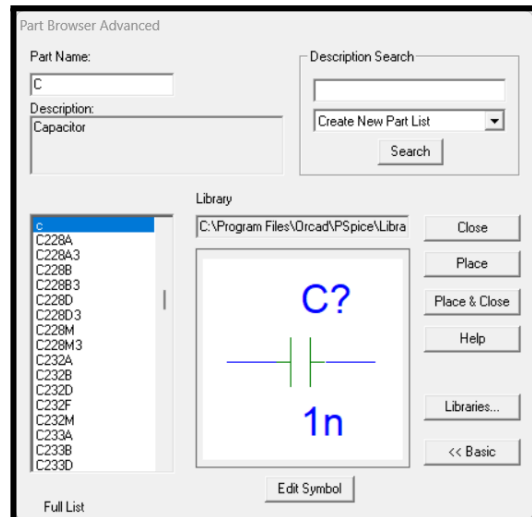 Part Browser Advanced
Part Name:
C
Description:
Capacitor
Description Search
Create New Part List
Search
Library
C:\Program Files\Orcad\PSpice\Libra
c
C228A
C228A3
C228B
C228B3
C228D
C228D3
C228M
C228M3
C232A
C232B
C232D
C232F
C232M
C233A
C233B
C233D
Full List
C?
1n
Edit Symbol
Close
Place
Place & Close
Help
Libraries...
<< Basic